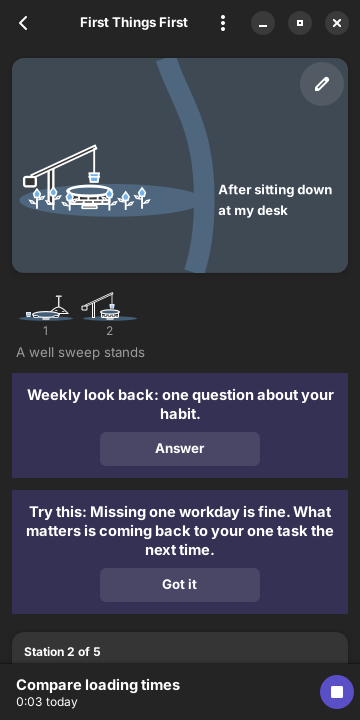 First Things First
After sitting down
at my desk
1
2
A well sweep stands
Weekly look back: one question about your
habit.
Answer
Try this: Missing one workday is fine. What
matters is coming back to your one task the
next time.
Got it
Station 2 of 5
Compare loading times
0:03 today